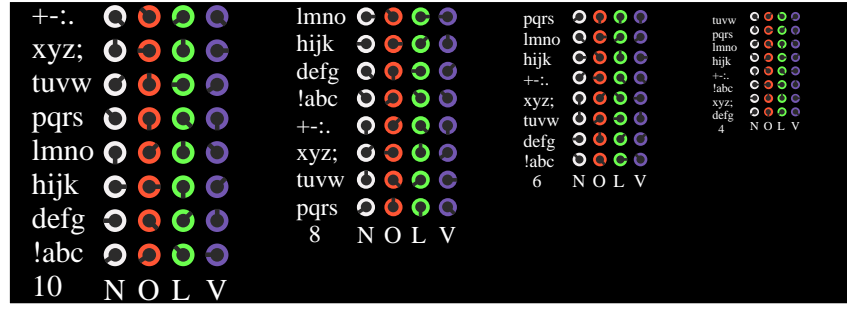 +-:.
xyz;
tuvw
pqrs
lmno
hijk
defg
!abc
10 N O L V
lmno
hijk
defg
!abc
+-:.
xyz;
tuvw
pqrs
8 N O L V
pqrs
lmno
hijk
+-:.
xyz;
tuvw
defg
!abc
6 N O L V
tuvw
pqrs
lmno
hijk
+-:.
!abc
xyz;
defg
4 N O L V